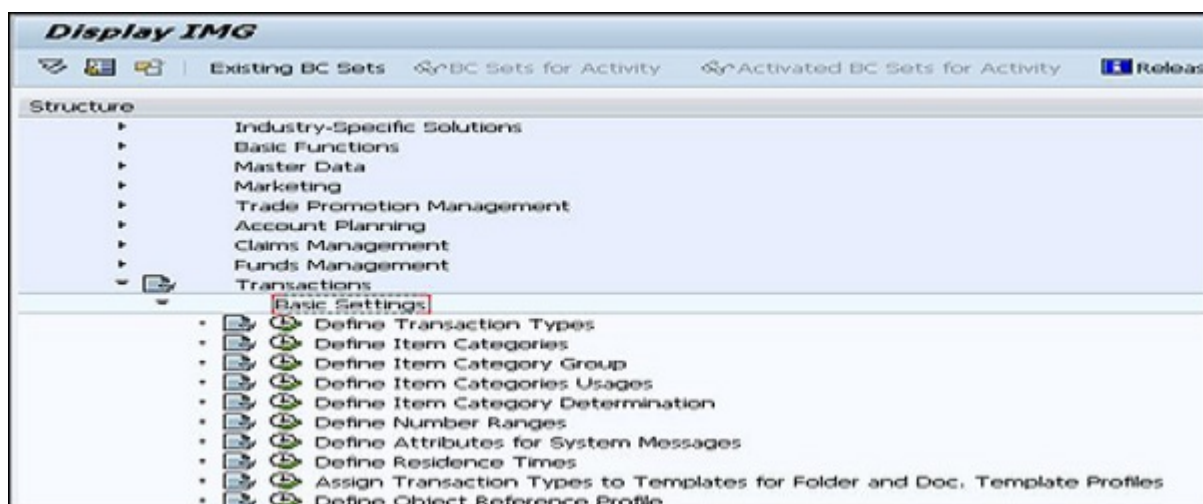 Display IMG
Existing BC Sets BC Sets for Activity Activated BC Sets for Activity Releas
Structure
Industry-Specific Solutions
Basic Functions
Master Data
Marketing
Trade Promotion Management
Account Planning
Claims Management
Funds Management
Transactions
Basic Settings
Define Transaction Types
Define Item Categories
Define Item Category Group
Define Item Categories Usages
Define Item Category Determination
Define Number Ranges
Define Attributes for System Messages
Define Residence Times
Assign Transaction Types to Templates for Folder and Doc. Template Profiles
Define Object Reference Profile